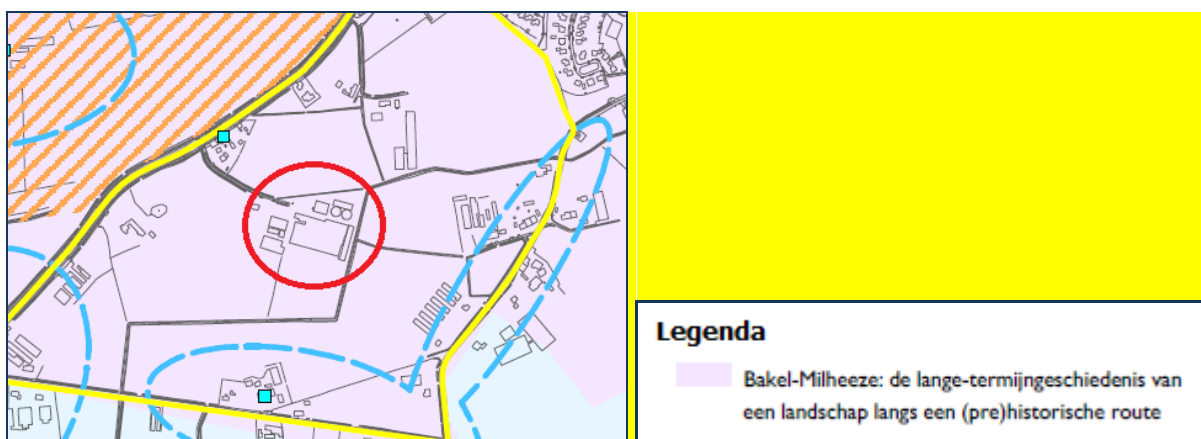 Legenda
Bakel-Milheeze: de lange-termijngeschiedenis van
een landschap langs een (pre)historische route